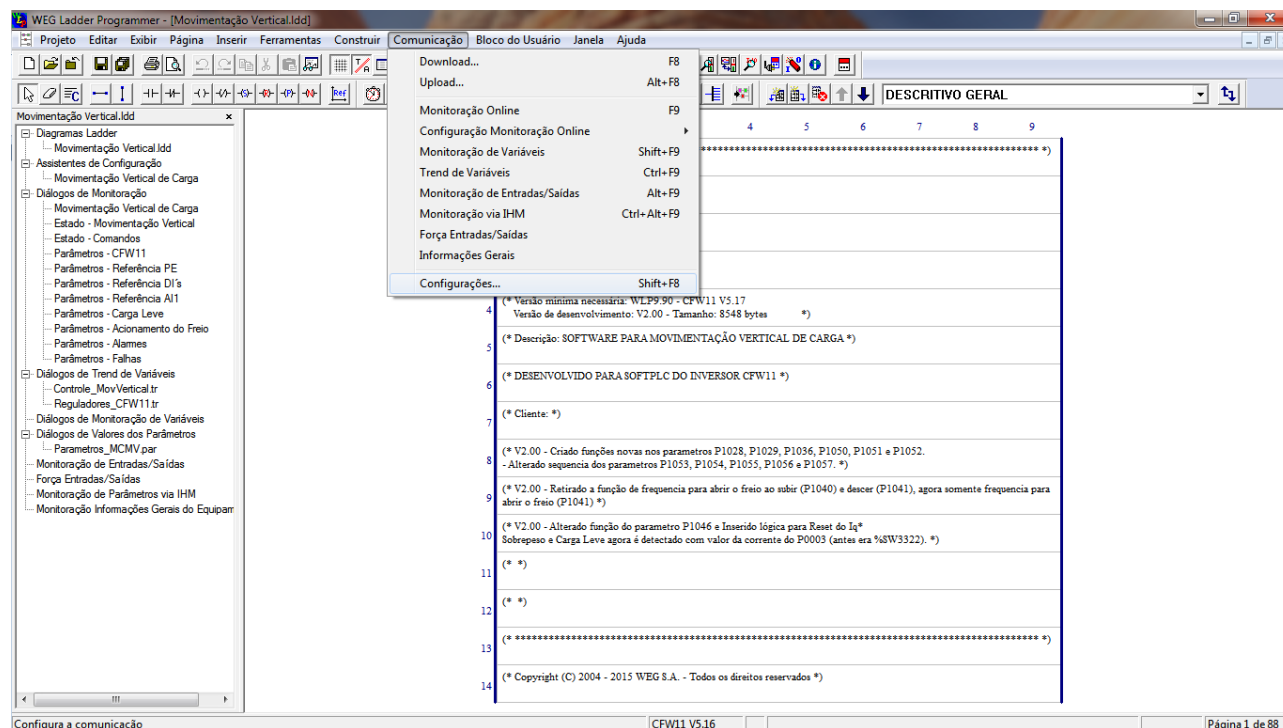 WEG Ladder Programmer - [Movimentação Vertical.ldd]
Projeto Editar Exibir Página Inserir Ferramentas Construir Comunicação Bloco do Usuário Janela Ajuda
Download... F8
Upload... Alt+F8
Monitoração Online F9
Configuração Monitoração Online
Monitoração de Variáveis Shift+F9
Trend de Variáveis Ctrl+F9
Monitoração de Entradas/Saídas Alt+F9
Monitoração via IHM Ctrl+Alt+F9
Força Entradas/Saídas
Informações Gerais
Configurações... Shift+F8
DESCRITIVO GERAL
Movimentação Vertical.ldd
Diagramas Ladder
Movimentação Vertical.ldd
Assistentes de Configuração
Movimentação Vertical de Carga
Diálogos de Monitoração
Movimentação Vertical de Carga
Estado - Movimentação Vertical
Estado - Comandos
Parâmetros - CFW11
Parâmetros - Referência PE
Parâmetros - Referência DI´s
Parâmetros - Referência AI1
Parâmetros - Carga Leve
Parâmetros - Acionamento do Freio
Parâmetros - Alarmes
Parâmetros - Falhas
Diálogos de Trend de Variáveis
Controle_MovVertical.tr
Reguladores_CFW11.tr
Diálogos de Monitoração de Variáveis
Diálogos de Valores dos Parâmetros
Parametros_MCMV.par
Monitoração de Entradas/Saídas
Força Entradas/Saídas
Monitoração de Parâmetros via IHM
Monitoração Informações Gerais do Equipam
4 5 6 7 8 9
*********************************************************** *)
4 (* Versão mínima necessária: WLP9.90 - CFW11 V5.17
Versão de desenvolvimento: V2.00 - Tamanho: 8548 bytes *)
5 (* Descrição: SOFTWARE PARA MOVIMENTAÇÃO VERTICAL DE CARGA *)
6 (* DESENVOLVIDO PARA SOFTPLC DO INVERSOR CFW11 *)
7 (* Cliente: *)
8 (* V2.00 - Criado funções novas nos parametros P1028, P1029, P1036, P1050, P1051 e P1052.
- Alterado sequencia dos parametros P1053, P1054, P1055, P1056 e P1057. *)
9 (* V2.00 - Retirado a função de frequencia para abrir o freio ao subir (P1040) e descer (P1041), agora somente frequencia para
abrir o freio (P1041) *)
10 (* V2.00 - Alterado função do parametro P1046 e Inserido lógica para Reset do Iq*
Sobrepeso e Carga Leve agora é detectado com valor da corrente do P0003 (antes era %SW3322). *)
11 (* *)
12 (* *)
13 (* ******************************************************************************************* *)
14 (* Copyright (C) 2004 - 2015 WEG S.A. - Todos os direitos reservados *)
Configura a comunicação CFW11 V5.16 Página 1 de 88